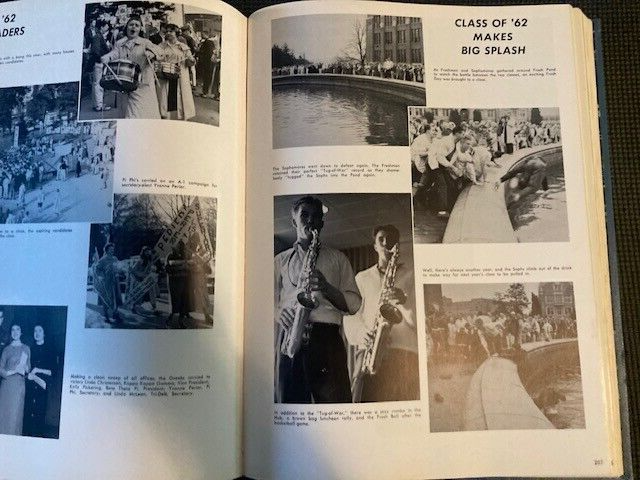 '62
ADERS
CLASS OF '62
MAKES
BIG SPLASH
As Freshmen and Sophomores gathered around Frosh Pond
to watch the battle between the two classes, an exciting Frosh
Day was brought to a close.
The Sophomores went down to defeat again. The Freshmen
retained their perfect "Tug-of-War" record as they
"tugged" the Sophs into the Pond again.
Pi Phi's carried on an A-1 campaign for
secretary-elect Yvonne Perier.
Well, there's always another year, and the Sophs climb out of the drink
to make way for next year's class to be pulled in.
Making a clean sweep of all offices, the Greeks carried to
victory Linda Christensen, Kappa Kappa Gamma, Vice President;
Pickering, Beta Theta Pi, President; Yvonne Perier, Pi
Phi, Secretary; and Linda McLean, Tri-Delt, Secretary.
In addition to the "Tug-of-War," there was a jazz combo in the
Hub, a brown bag luncheon rally, and the Frosh Ball after the
basketball game.